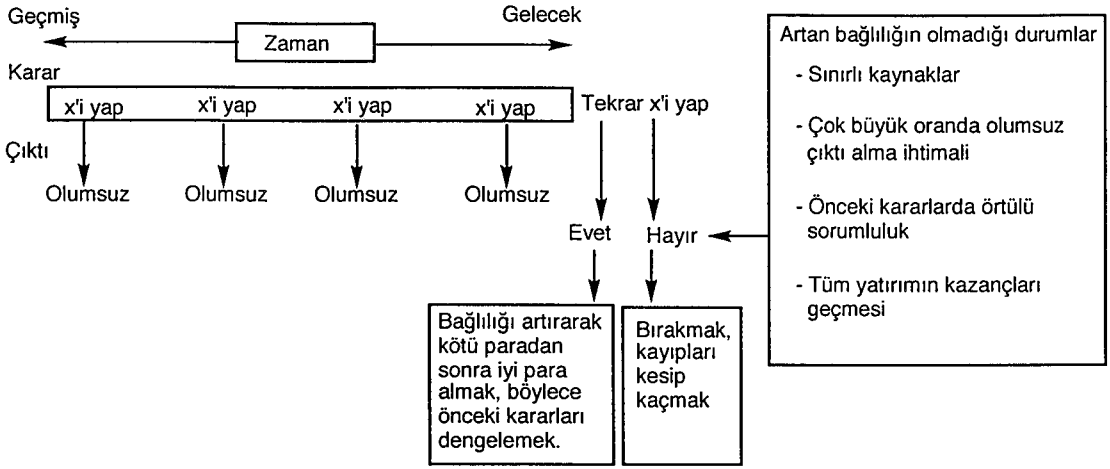 Geçmiş
Gelecek
Zaman
Karar
x'i yap
x'i yap
x'i yap
x'i yap
Tekrar x'i yap
Çıktı
Olumsuz
Olumsuz
Olumsuz
Olumsuz
Evet
Hayır
Bağlılığı artırarak
kötü paradan
sonra iyi para
almak, böylece
önceki kararları
dengelemek.
Bırakmak,
kayıpları
kesip
kaçmak
Artan bağlılığın olmadığı durumlar
- Sınırlı kaynaklar
- Çok büyük oranda olumsuz
çıktı alma ihtimali
- Önceki kararlarda örtülü
sorumluluk
- Tüm yatırımın kazançları
geçmesi